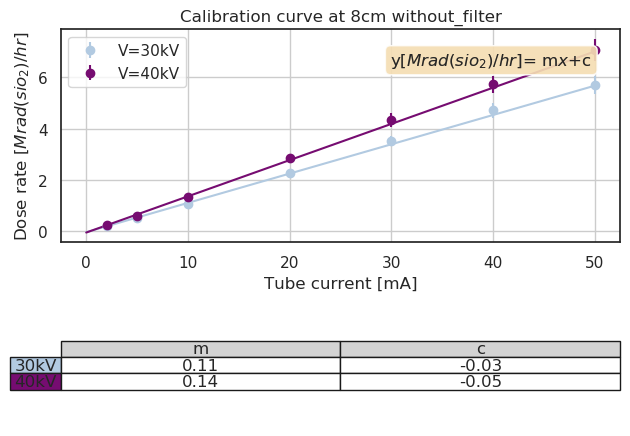 Calibration curve at 8cm without_filter
V=30kV
V=40kV
y[Mrad(sio₂)/hr]= mx+c
Dose rate [Mrad(sio₂)/hr]
6
4
2
0
0 10 20 30 40 50
Tube current [mA]
m c
30kV 0.11 -0.03
40kV 0.14 -0.05